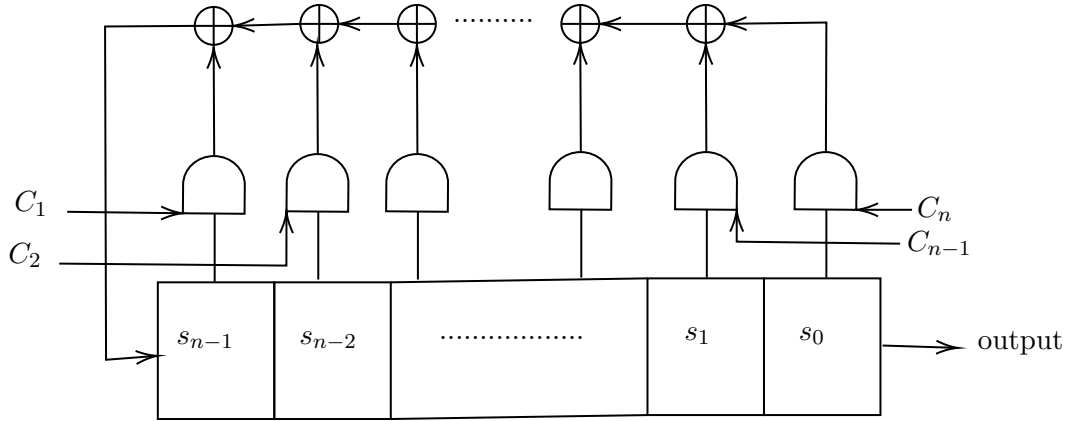 ..........
C₁
Cₙ
C₂
Cₙ₋₁
sₙ₋₁ sₙ₋₂ .................. s₁ s₀
output